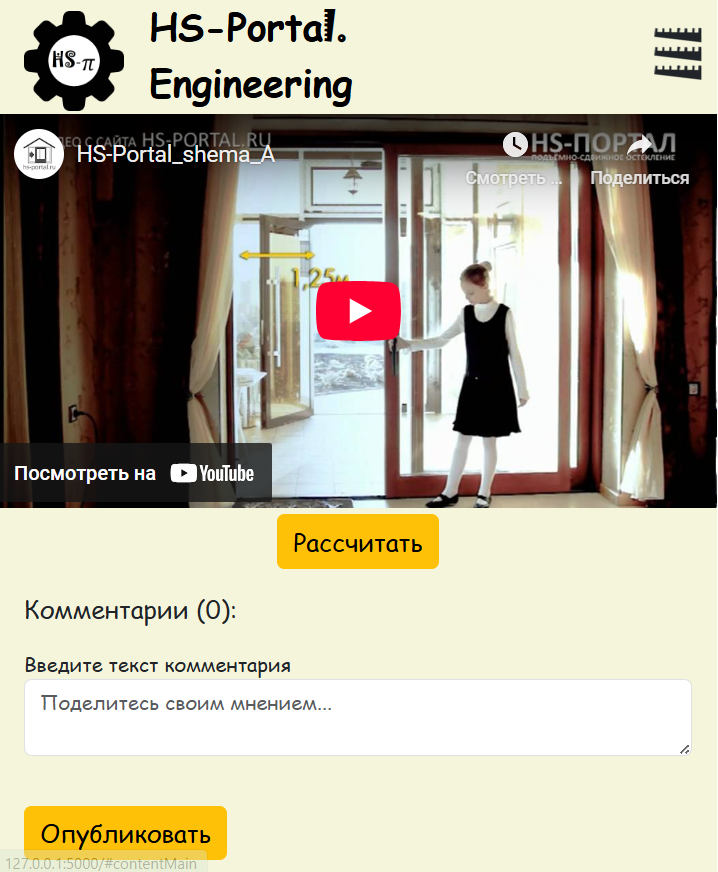 HS-π
HS-Portal.
Engineering
ВИДЕО С САЙТА HS-PORTAL.RU
HS-Portal_shema_A
hs-portal.ru
HS-ПОРТАЛ
ПОДЪЕМНО-СДВИЖНОЕ ОСТЕКЛЕНИЕ
Смотреть ...
Поделиться
1,25м
Посмотреть на YouTube
Рассчитать
Комментарии (0):
Введите текст комментария
Поделитесь своим мнением...
Опубликовать
127.0.0.1:5000/#contentMain